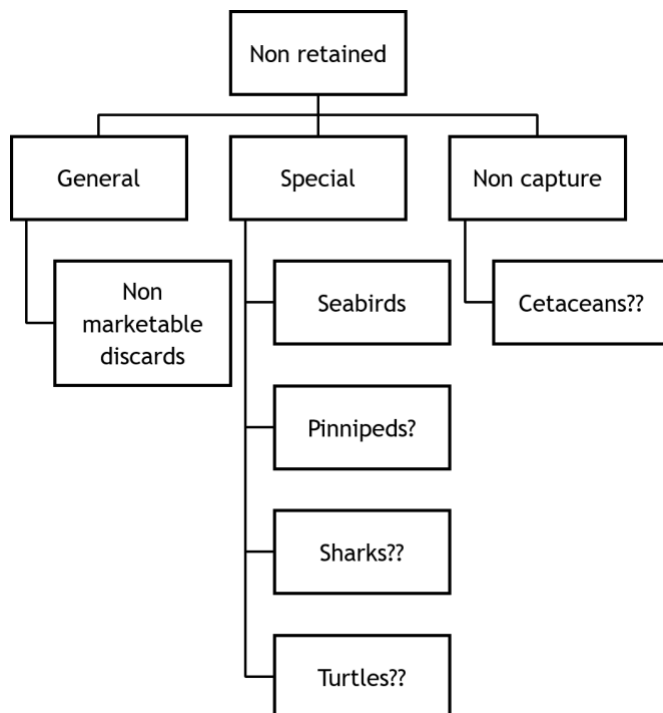 Non retained
General
Special
Non capture
Non
marketable
discards
Seabirds
Cetaceans??
Pinnipeds?
Sharks??
Turtles??